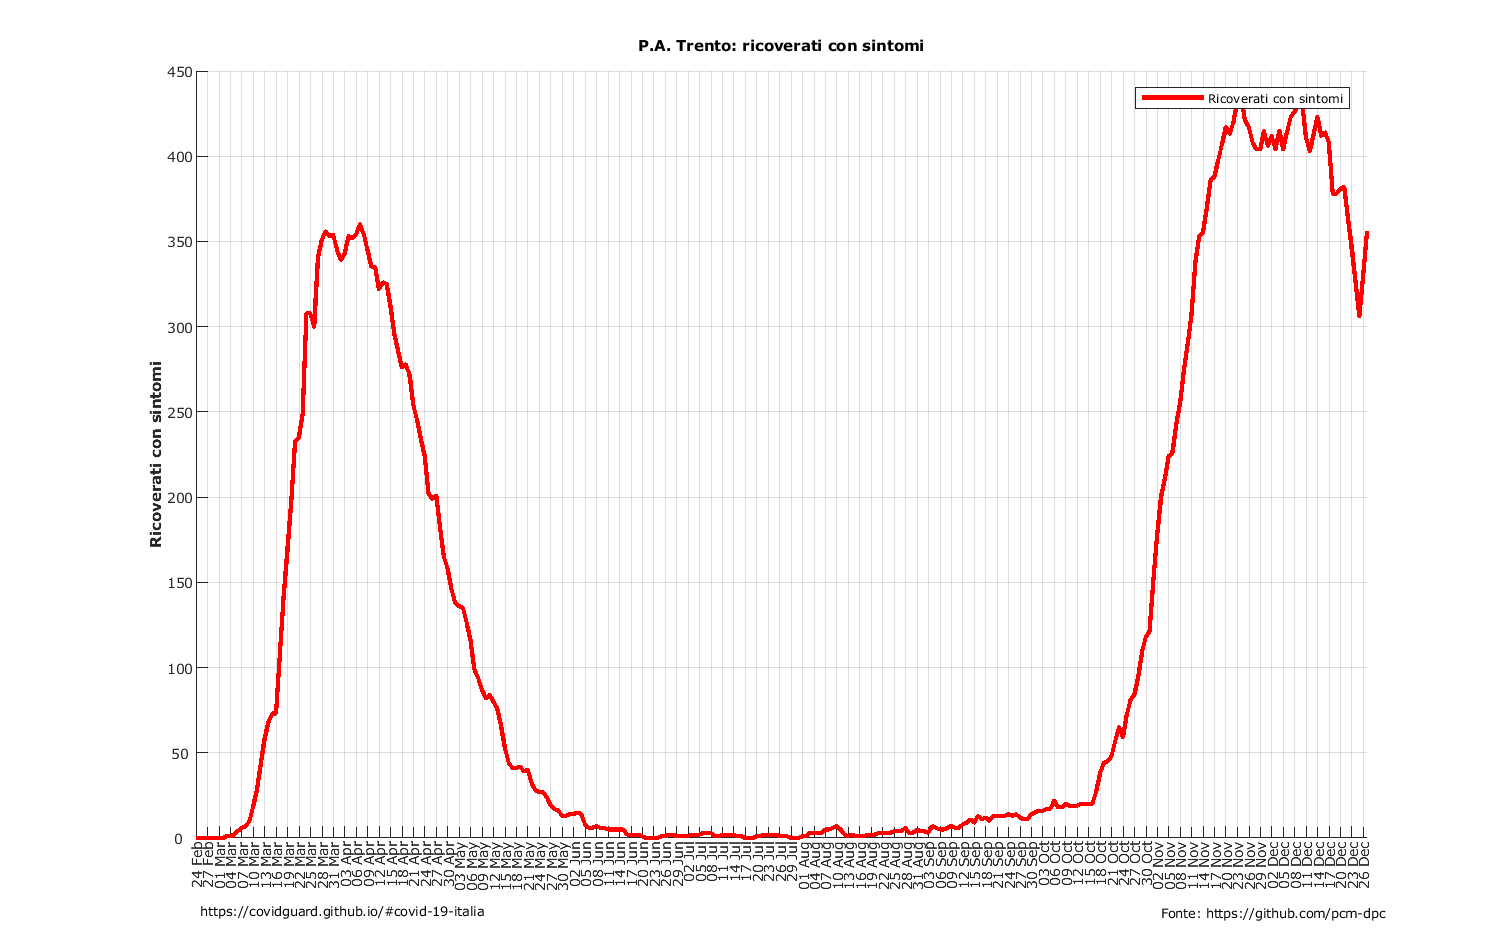 P.A. Trento: ricoverati con sintomi
Ricoverati con sintomi
Ricoverati con sintomi
450
400
350
300
250
200
150
100
50
0
24 Feb
27 Feb
01 Mar
04 Mar
07 Mar
10 Mar
13 Mar
16 Mar
19 Mar
22 Mar
25 Mar
28 Mar
31 Mar
03 Apr
06 Apr
09 Apr
12 Apr
15 Apr
18 Apr
21 Apr
24 Apr
27 Apr
30 Apr
03 May
06 May
09 May
12 May
15 May
18 May
21 May
24 May
27 May
30 May
02 Jun
05 Jun
08 Jun
11 Jun
14 Jun
17 Jun
20 Jun
23 Jun
26 Jun
29 Jun
02 Jul
05 Jul
08 Jul
11 Jul
14 Jul
17 Jul
20 Jul
23 Jul
26 Jul
29 Jul
01 Aug
04 Aug
07 Aug
10 Aug
13 Aug
16 Aug
19 Aug
22 Aug
25 Aug
28 Aug
31 Aug
03 Sep
06 Sep
09 Sep
12 Sep
15 Sep
18 Sep
21 Sep
24 Sep
27 Sep
30 Sep
03 Oct
06 Oct
09 Oct
12 Oct
15 Oct
18 Oct
21 Oct
24 Oct
27 Oct
30 Oct
02 Nov
05 Nov
08 Nov
11 Nov
14 Nov
17 Nov
20 Nov
23 Nov
26 Nov
29 Nov
02 Dec
05 Dec
08 Dec
11 Dec
14 Dec
17 Dec
20 Dec
23 Dec
26 Dec
https://covidguard.github.io/#covid-19-italia
Fonte: https://github.com/pcm-dpc